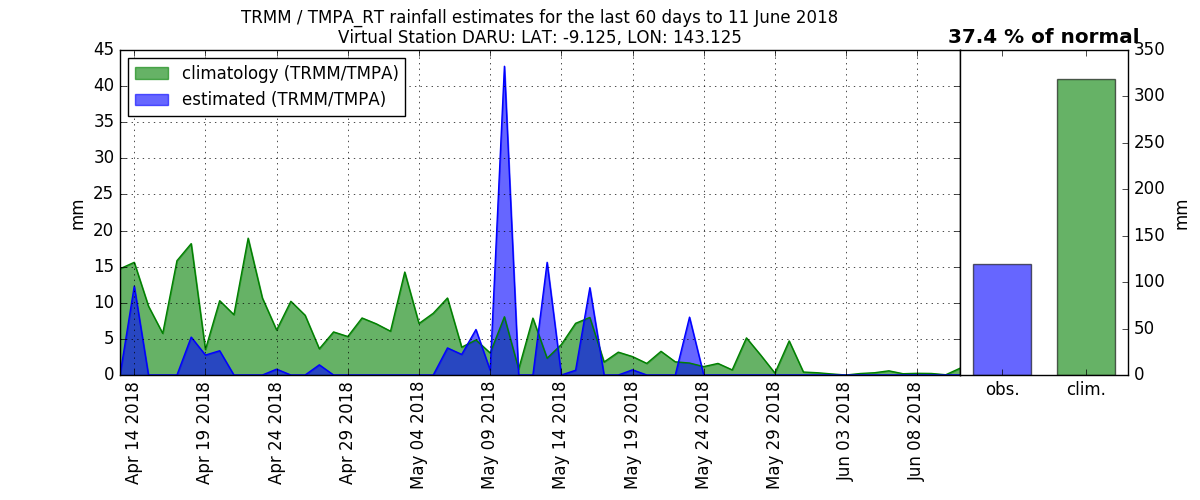 TRMM / TMPA_RT rainfall estimates for the last 60 days to 11 June 2018
Virtual Station DARU: LAT: -9.125, LON: 143.125
37.4 % of normal
climatology (TRMM/TMPA)
estimated (TRMM/TMPA)
mm
45
40
35
30
25
20
15
10
5
0
Apr 14 2018
Apr 19 2018
Apr 24 2018
Apr 29 2018
May 04 2018
May 09 2018
May 14 2018
May 19 2018
May 24 2018
May 29 2018
Jun 03 2018
Jun 08 2018
350
300
250
200
150
100
50
0
mm
obs.
clim.